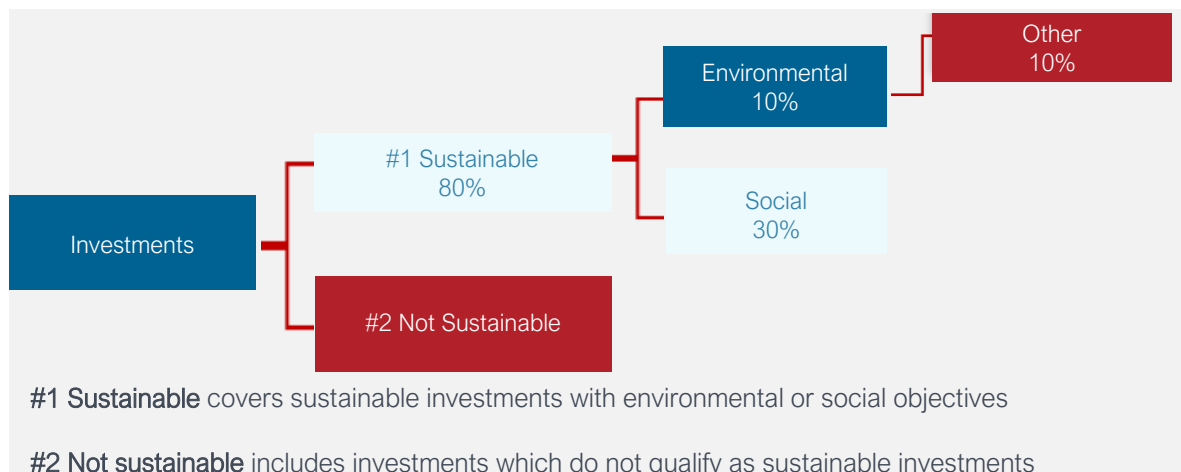 Other
10%
Environmental
10%
#1 Sustainable
80%
Social
30%
Investments
#2 Not Sustainable
#1 Sustainable covers sustainable investments with environmental or social objectives
#2 Not sustainable includes investments which do not qualify as sustainable investments